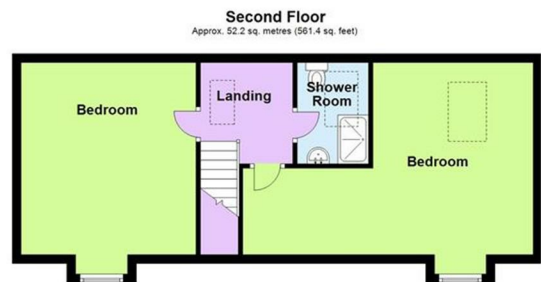 Second Floor
Approx. 52.2 sq. metres (561.4 sq. feet)
Bedroom
Landing
Shower
Room
Bedroom